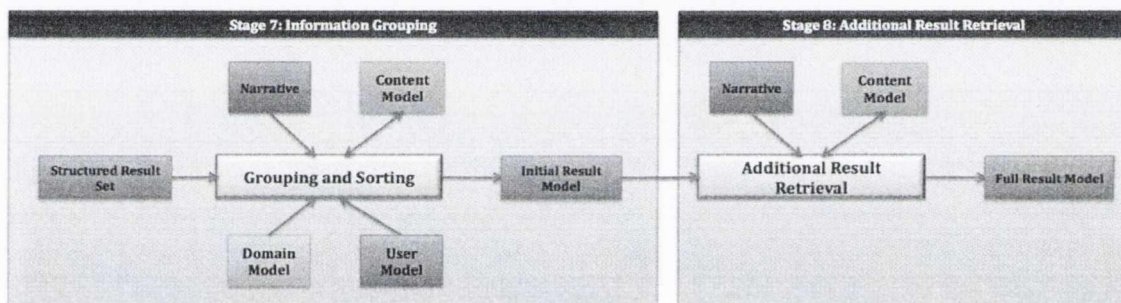 Stage 7: Information Grouping
Narrative
Content
Model
Structured Result
Set
Grouping and Sorting
Initial Result
Model
Domain
Model
User
Model
Stage 8: Additional Result Retrieval
Narrative
Content
Model
Additional Result
Retrieval
Full Result Model